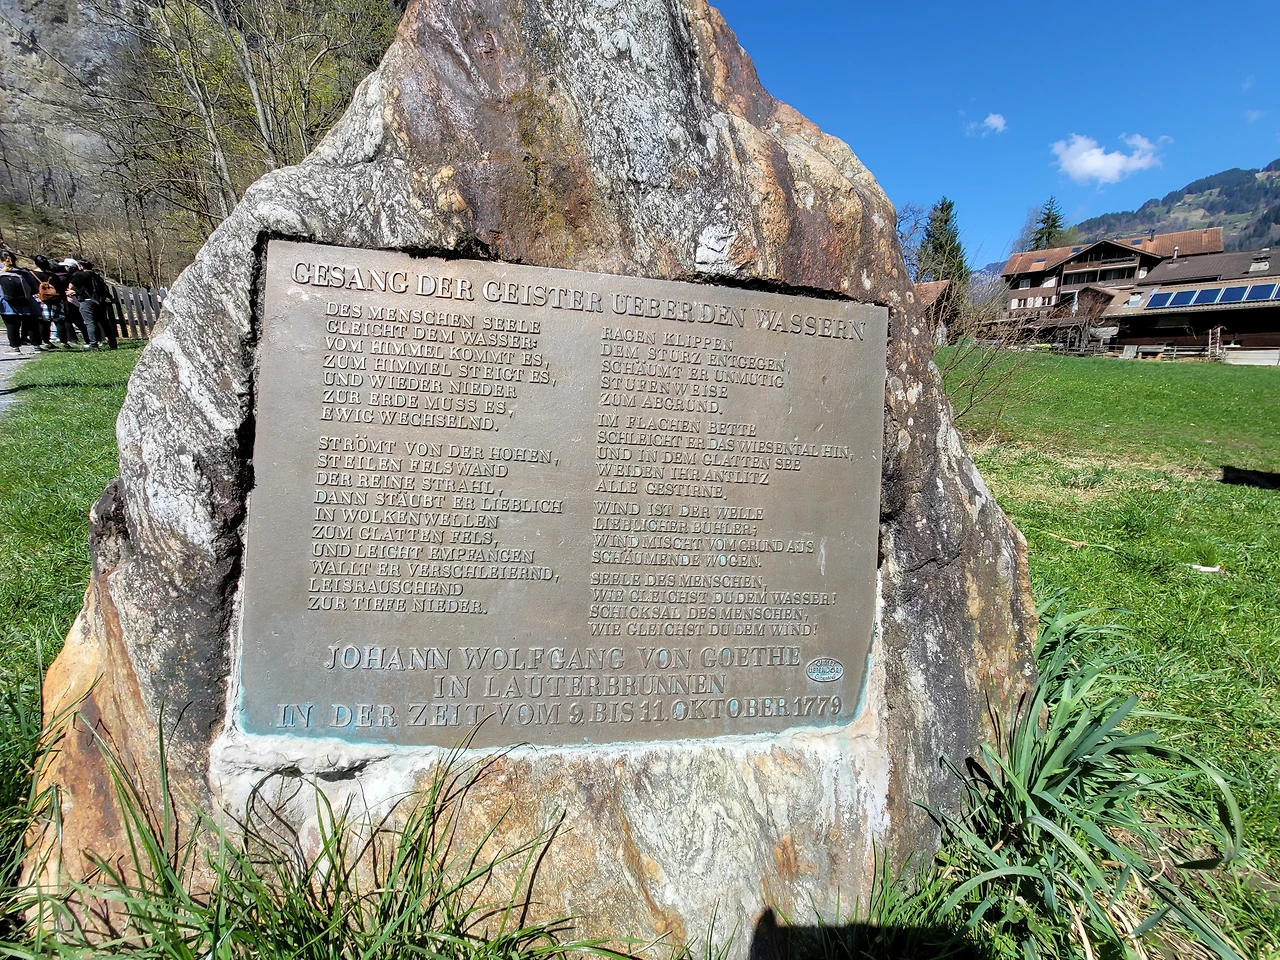 GESANG DER GEISTER UEBER DEN WASSERN
DES MENSCHEN SEELE
GLEICHT DEM WASSER:
VOM HIMMEL KOMMT ES,
ZUM HIMMEL STEIGT ES,
UND WIEDER NIEDER
ZUR ERDE MUSS ES,
EWIG WECHSELND.
STRÖMT VON DER HOHEN,
STEILEN FELSWAND
DER REINE STRAHL,
DANN STÄUBT ER LIEBLICH
IN WOLKENWELLEN
ZUM GLATTEN FELS,
UND LEICHT EMPFANGEN
WALLT ER VERSCHLEIERND,
LEISRAUSCHEND
ZUR TIEFE NIEDER.
RAGEN KLIPPEN
DEM STURZ ENTGEGEN,
SCHÄUMT ER UNMUTIG
STUFENWEISE
ZUM ABGRUND.
IM FLACHEN BETTE
SCHLEICHT ER DAS WIESENTAL HIN,
UND IN DEM GLATTEN SEE
WEIDEN IHR ANTLITZ
ALLE GESTIRNE.
WIND IST DER WELLE
LIEBLICHER BUHLER;
WIND MISCHT VOM GRUND AUS
SCHÄUMENDE WOGEN.
SEELE DES MENSCHEN,
WIE GLEICHST DU DEM WASSER!
SCHICKSAL DES MENSCHEN,
WIE GLEICHST DU DEM WIND!
JOHANN WOLFGANG VON GOETHE
IN LAUTERBRUNNEN
IN DER ZEIT VOM 9. BIS 11. OKTOBER 1779